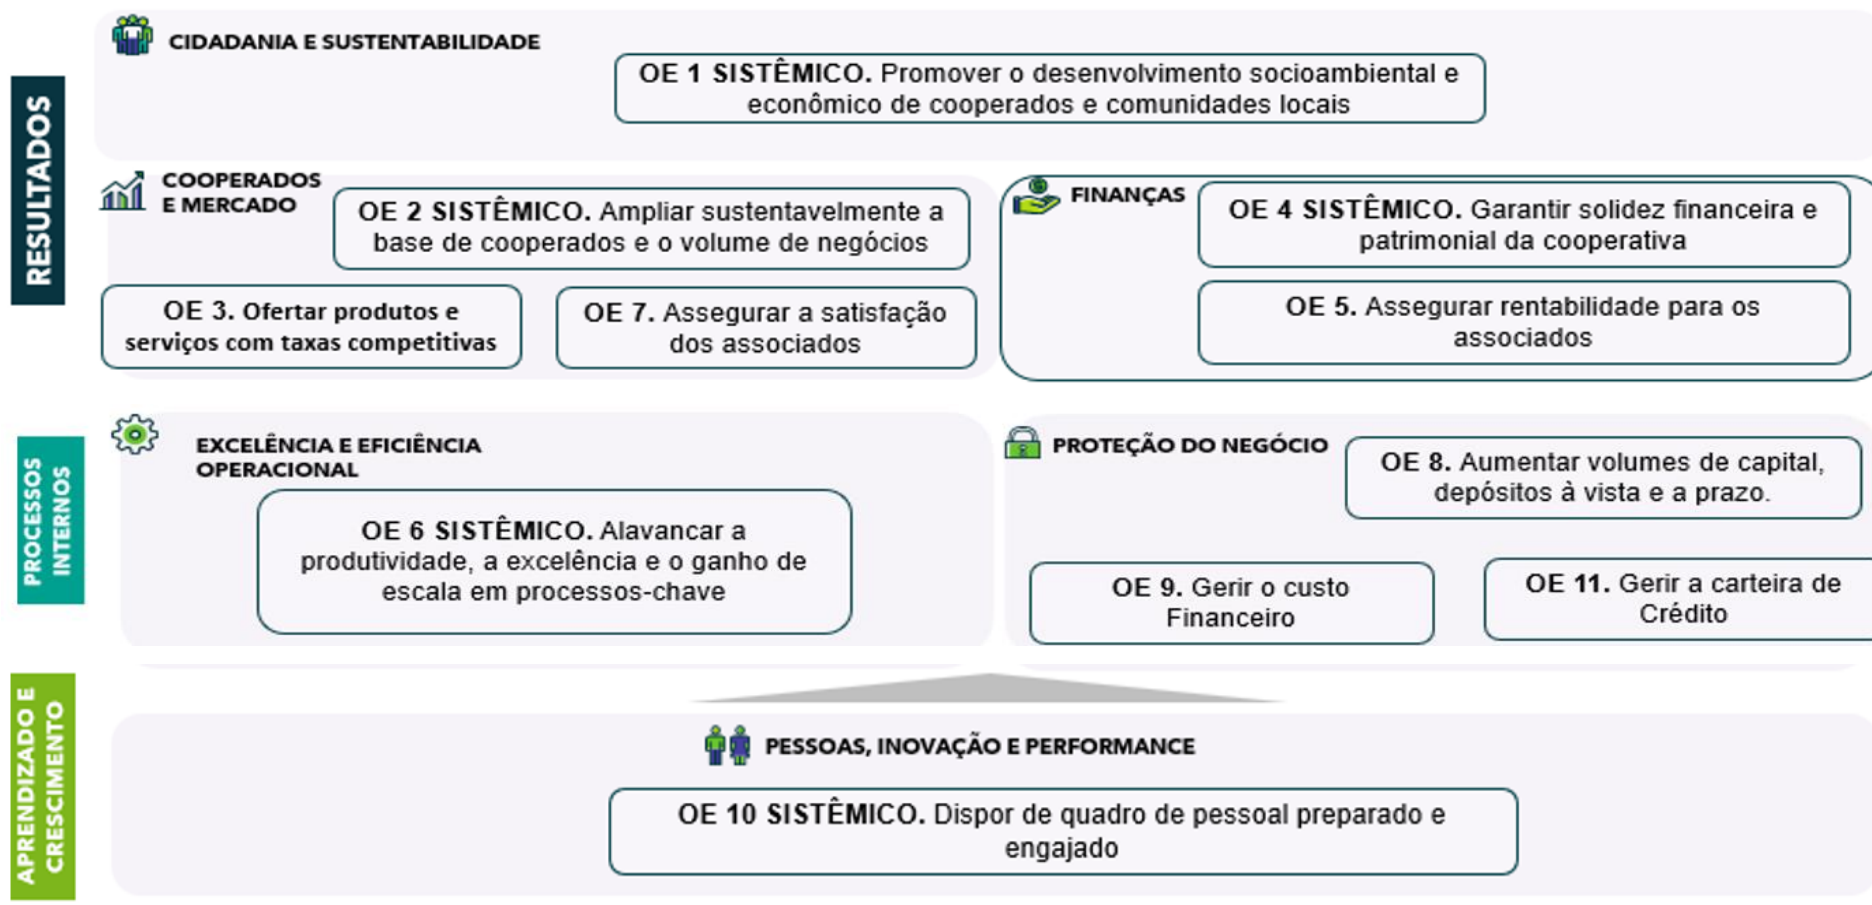 CIDADANIA E SUSTENTABILIDADE
OE 1 SISTÊMICO. Promover o desenvolvimento socioambiental e
econômico de cooperados e comunidades locais
RESULTADOS
COOPERADOS
E MERCADO
OE 2 SISTÊMICO. Ampliar sustentavelmente a
base de cooperados e o volume de negócios
OE 3. Ofertar produtos e
serviços com taxas competitivas
OE 7. Assegurar a satisfação
dos associados
FINANÇAS
OE 4 SISTÊMICO. Garantir solidez financeira e
patrimonial da cooperativa
OE 5. Assegurar rentabilidade para os
associados
PROCESSOS
INTERNOS
EXCELÊNCIA E EFICIÊNCIA
OPERACIONAL
OE 6 SISTÊMICO. Alavancar a
produtividade, a excelência e o ganho de
escala em processos-chave
PROTEÇÃO DO NEGÓCIO
OE 8. Aumentar volumes de capital,
depósitos à vista e a prazo.
OE 9. Gerir o custo
Financeiro
OE 11. Gerir a carteira de
Crédito
APRENDIZADO E
CRESCIMENTO
PESSOAS, INOVAÇÃO E PERFORMANCE
OE 10 SISTÊMICO. Dispor de quadro de pessoal preparado e
engajado